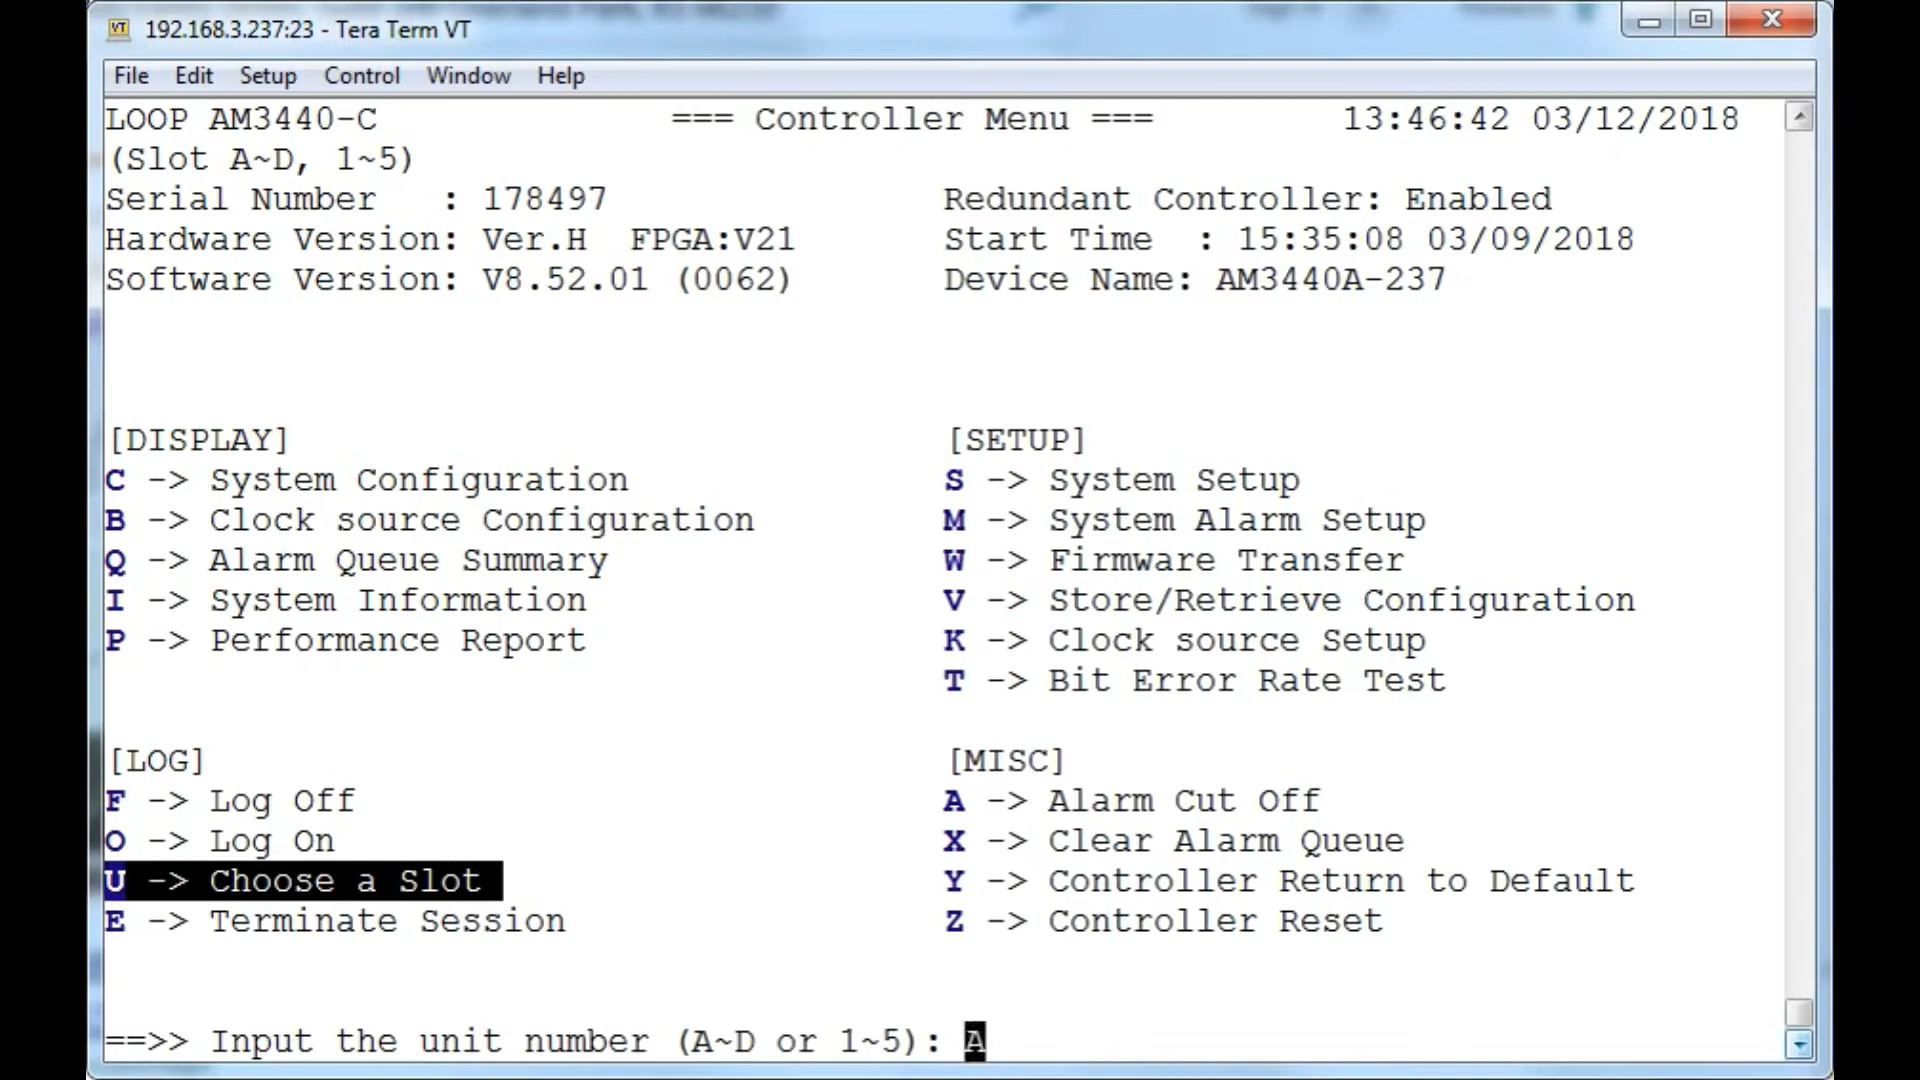 192.168.3.237:23 - Tera Term VT
File Edit Setup Control Window Help
LOOP AM3440-C === Controller Menu === 13:46:42 03/12/2018
(Slot A~D, 1~5)
Serial Number : 178497 Redundant Controller: Enabled
Hardware Version: Ver.H FPGA:V21 Start Time : 15:35:08 03/09/2018
Software Version: V8.52.01 (0062) Device Name: AM3440A-237
[DISPLAY] [SETUP]
C -> System Configuration S -> System Setup
B -> Clock source Configuration M -> System Alarm Setup
Q -> Alarm Queue Summary W -> Firmware Transfer
I -> System Information V -> Store/Retrieve Configuration
P -> Performance Report K -> Clock source Setup
T -> Bit Error Rate Test
[LOG] [MISC]
F -> Log Off A -> Alarm Cut Off
O -> Log On X -> Clear Alarm Queue
U -> Choose a Slot Y -> Controller Return to Default
E -> Terminate Session Z -> Controller Reset
==>> Input the unit number (A~D or 1~5): A